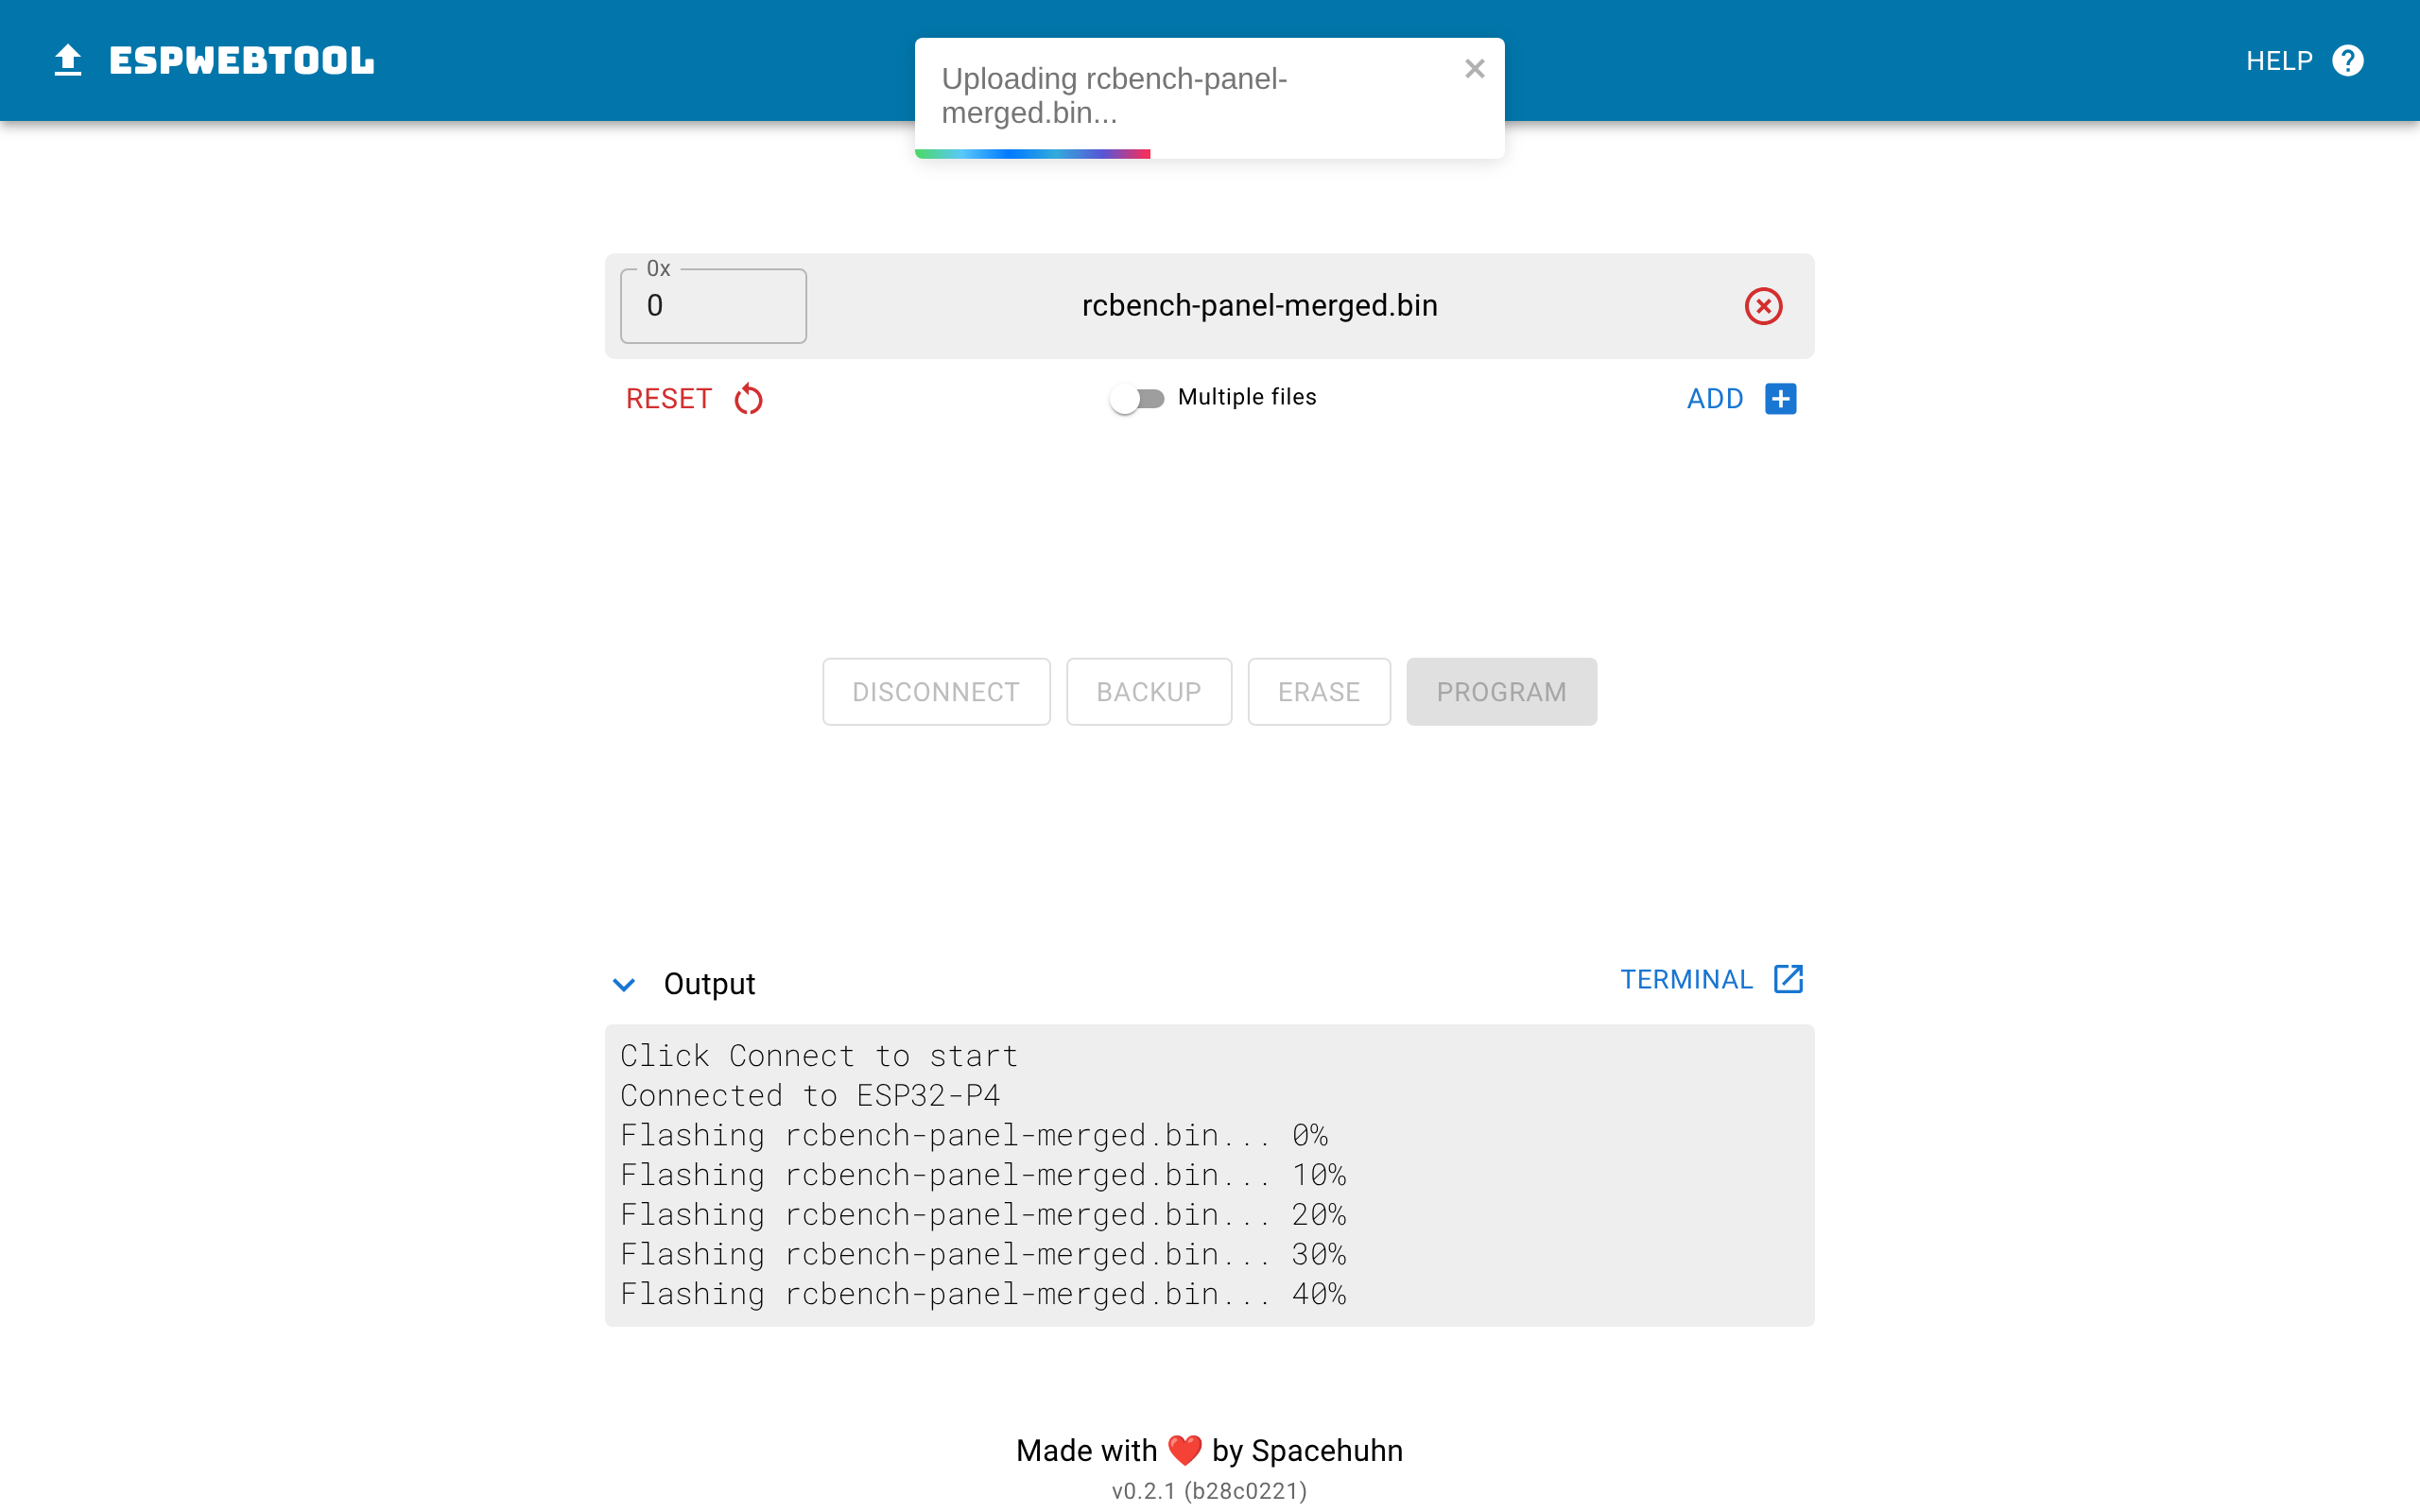 ESPWEBTOOL
Uploading rcbench-panel-
merged.bin...
HELP
0x
0
rcbench-panel-merged.bin
RESET
Multiple files
ADD
DISCONNECT
BACKUP
ERASE
PROGRAM
Output
TERMINAL
Click Connect to start
Connected to ESP32-P4
Flashing rcbench-panel-merged.bin... 0%
Flashing rcbench-panel-merged.bin... 10%
Flashing rcbench-panel-merged.bin... 20%
Flashing rcbench-panel-merged.bin... 30%
Flashing rcbench-panel-merged.bin... 40%
Made with ❤️ by Spacehuhn
v0.2.1 (b28c0221)